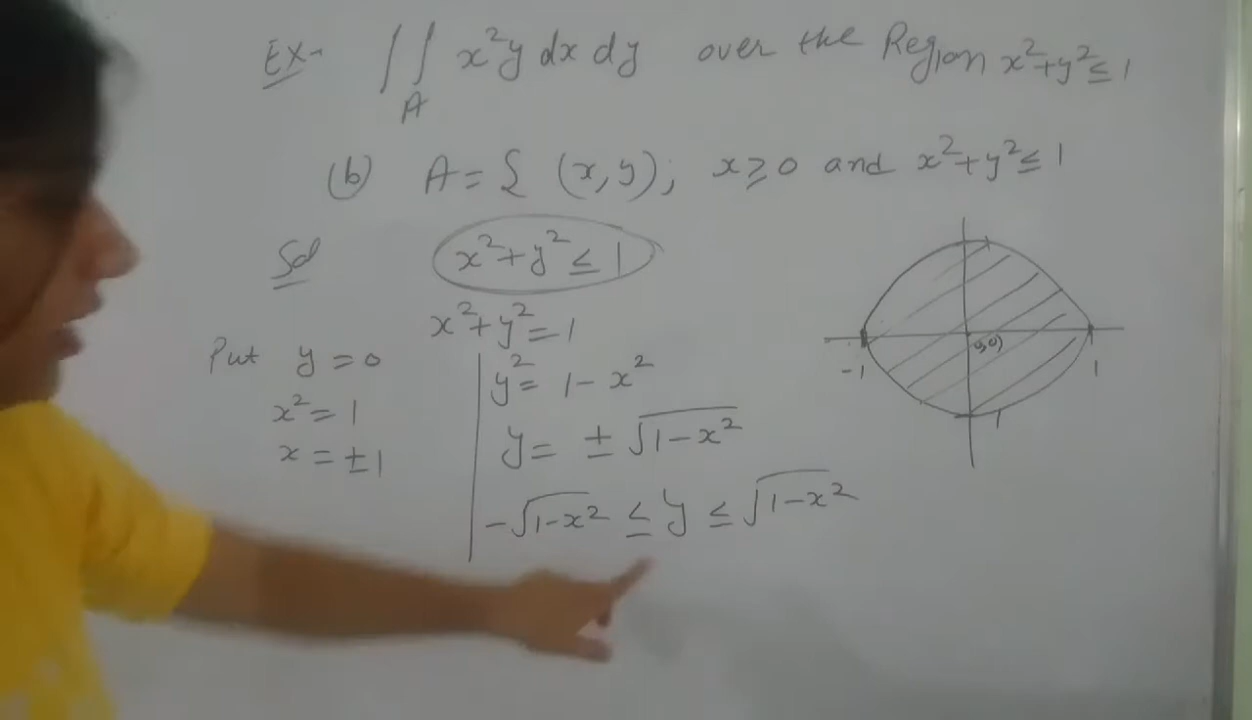 Ex- ∬_A x²y dx dy over the Region x²+y² ≤ 1
(b) A = { (x, y); x ≥ 0 and x²+y² ≤ 1
Sol x²+y² ≤ 1
x²+y² = 1
Put y = 0
x² = 1
x = ±1
y² = 1-x²
y = ± √1-x²
-√1-x² ≤ y ≤ √1-x²
-1
1
1